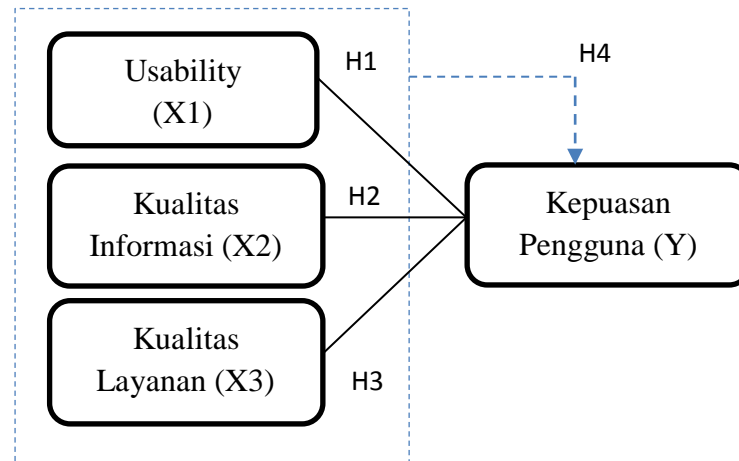 Usability
(X1)
H1
H4
Kualitas
Informasi (X2)
H2
Kepuasan
Pengguna (Y)
Kualitas
Layanan (X3)
H3